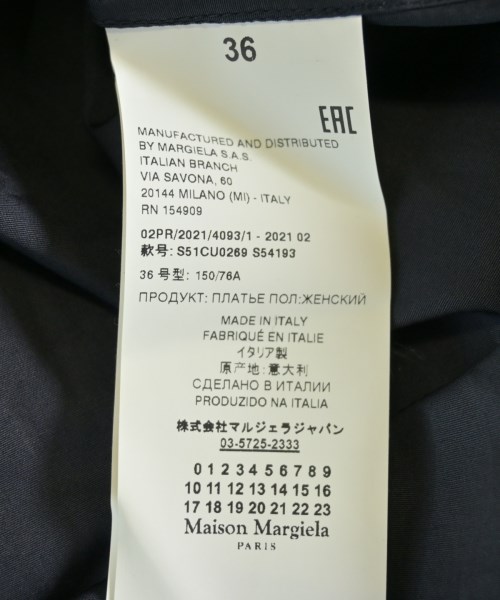 36
EAC
MANUFACTURED AND DISTRIBUTED
BY MARGIELA S.A.S.
ITALIAN BRANCH
VIA SAVONA, 60
20144 MILANO (MI) - ITALY
RN 154909
02PR/2021/4093/1 - 2021 02
款号: S51CU0269 S54193
36 号型: 150/76A
ПРОДУКТ: ПЛАТЬЕ ПОЛ:ЖЕНСКИЙ
MADE IN ITALY
FABRIQUÉ EN ITALIE
イタリア製
原产地:意大利
СДЕЛАНО В ИТАЛИИ
PRODUZIDO NA ITALIA
株式会社マルジェラジャパン
03-5725-2333
0 1 2 3 4 5 6 7 8 9
10 11 12 13 14 15 16
17 18 19 20 21 22 23
Maison Margiela
PARIS